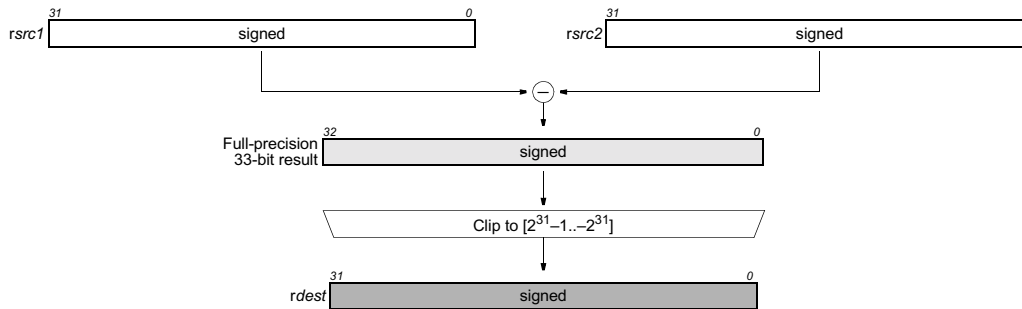 31 0 31 0
rsrc1 signed rsrc2 signed
−
32 0
Full-precision
33-bit result
signed
Clip to [2³¹–1..–2³¹]
31 0
rdest signed